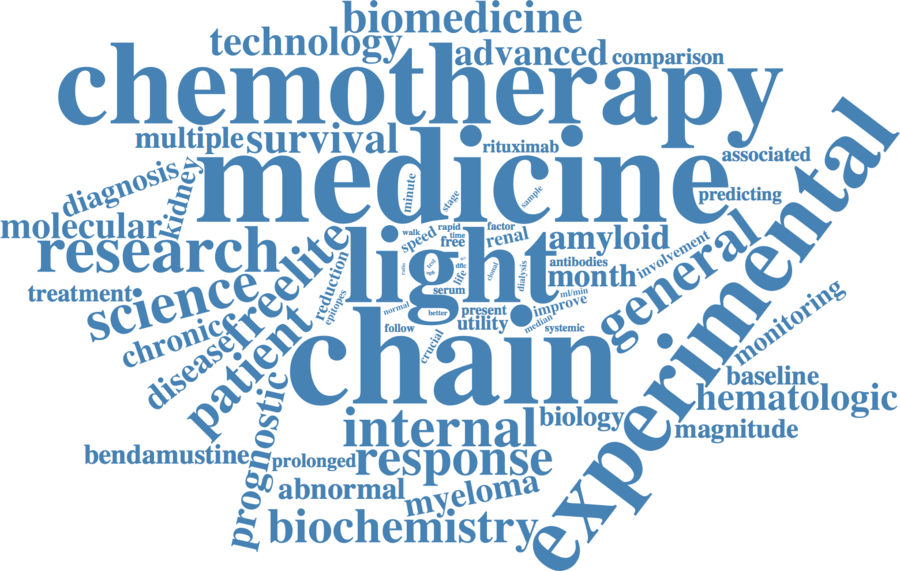 biomedicine
technology
advanced
comparison
chemotherapy
multiple
survival
rituximab
associated
medicine
experimental
diagnosis
kidney
minute
stage
sample
predicting
molecular
research
freelite
walk
rapid
time
factor
speed
free
renal
amyloid
general
light
antibodies
involvement
month
reduction
epitopes
life
clonal
dialysis
serum
treatment
science
normal
better
present
improve
ml/min
monitoring
chronic
follow
utility
median
systemic
crucial
disease
patient
chain
baseline
hematologic
prognostic
internal
biology
magnitude
bendamustine
prolonged
response
abnormal
myeloma
biochemistry